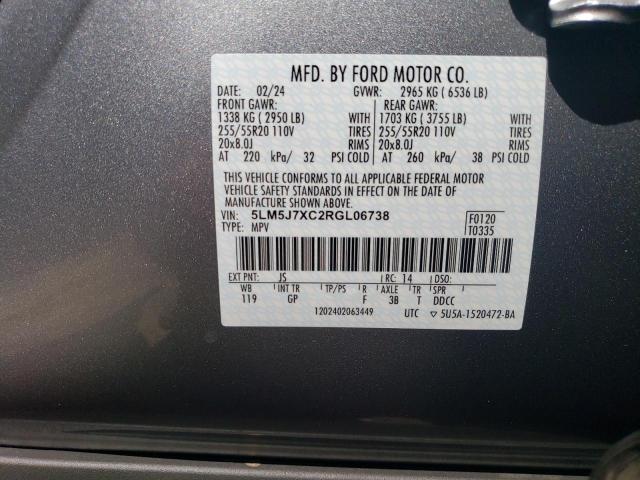 MFD. BY FORD MOTOR CO.
DATE: 02/24 GVWR: 2965 KG ( 6536 LB)
FRONT GAWR: REAR GAWR:
1338 KG ( 2950 LB) WITH 1703 KG ( 3755 LB) WITH
255/55R20 110V TIRES 255/55R20 110V TIRES
20x8.0J RIMS 20x8.0J RIMS
AT 220 kPa/ 32 PSI COLD AT 260 kPa/ 38 PSI COLD
THIS VEHICLE CONFORMS TO ALL APPLICABLE FEDERAL MOTOR
VEHICLE SAFETY STANDARDS IN EFFECT ON THE DATE OF
MANUFACTURE SHOWN ABOVE.
VIN: 5LM5J7XC2RGL06738 F0120
TYPE: MPV T0335
EXT PNT: JS RC: 14 DSO:
WB INT TR TP/PS R AXLE TR SPR
119 GP F 3B T DDCC
1202402063449 UTC ▽ 5U5A-1520472-BA